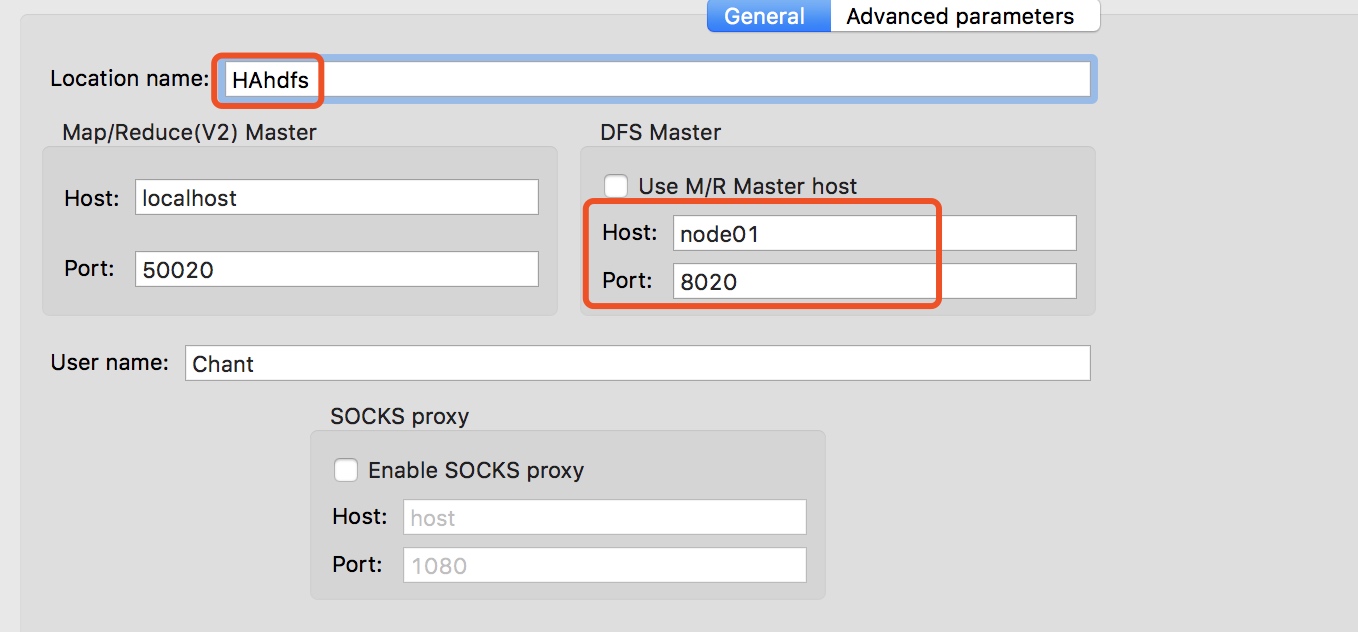 General Advanced parameters
Location name: HAhdfs
Map/Reduce(V2) Master
Host: localhost
Port: 50020
DFS Master
Use M/R Master host
Host: node01
Port: 8020
User name: Chant
SOCKS proxy
Enable SOCKS proxy
Host: host
Port: 1080